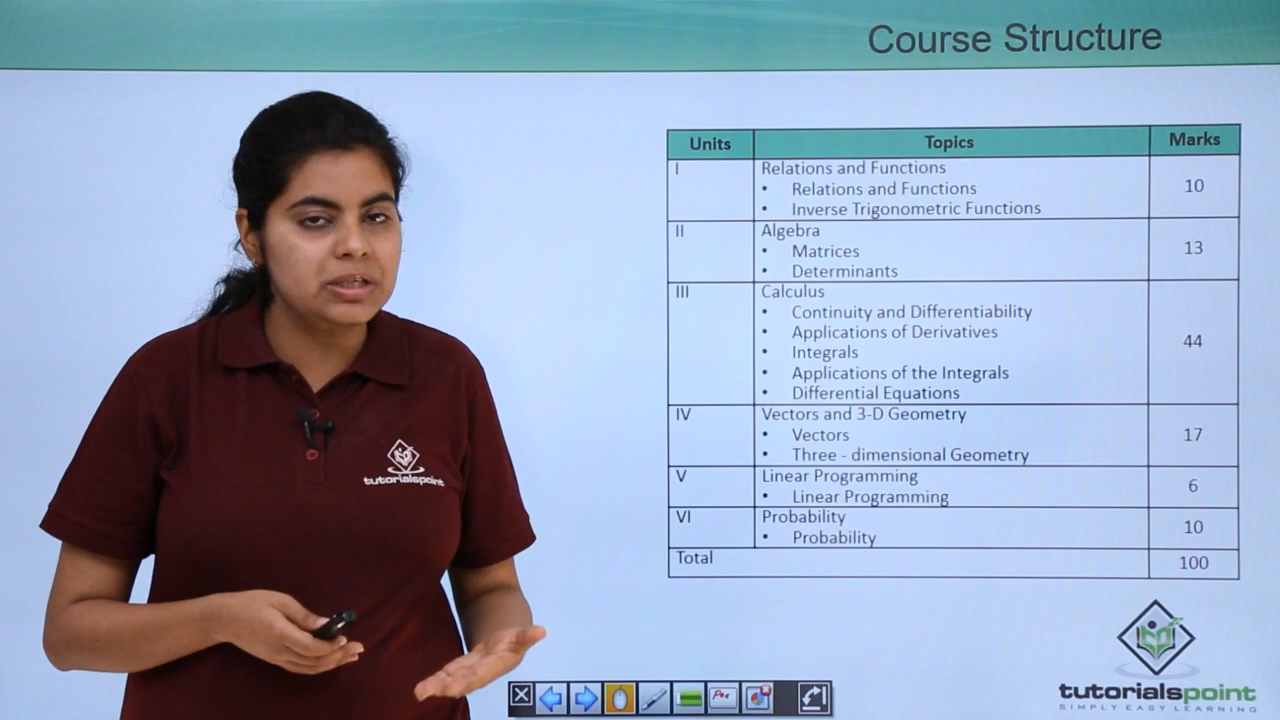 Course Structure
Units Topics Marks
I Relations and Functions 10
• Relations and Functions
• Inverse Trigonometric Functions
II Algebra 13
• Matrices
• Determinants
III Calculus 44
• Continuity and Differentiability
• Applications of Derivatives
• Integrals
• Applications of the Integrals
• Differential Equations
IV Vectors and 3-D Geometry 17
• Vectors
• Three - dimensional Geometry
V Linear Programming 6
• Linear Programming
VI Probability 10
• Probability
Total 100
tutorialspoint
tutorialspoint
SIMPLY EASY LEARNING